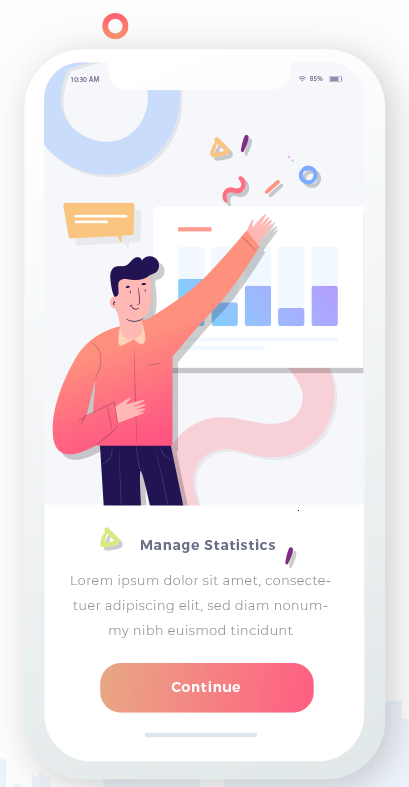 10:30 AM 85%
Manage Statistics
Lorem ipsum dolor sit amet, consecte-
tuer adipiscing elit, sed diam nonum-
my nibh euismod tincidunt
Continue